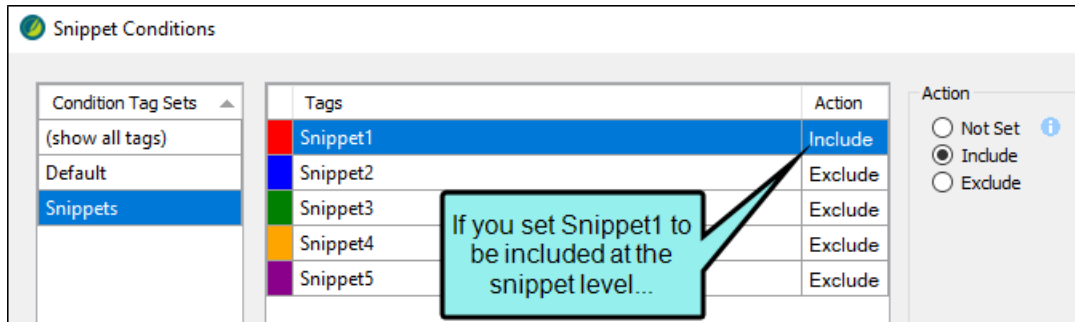 Snippet Conditions
Condition Tag Sets
(show all tags)
Default
Snippets
Tags Action
Snippet1 Include
Snippet2 Exclude
Snippet3 Exclude
Snippet4 Exclude
Snippet5 Exclude
If you set Snippet1 to
be included at the
snippet level...
Action
Not Set
Include
Exclude